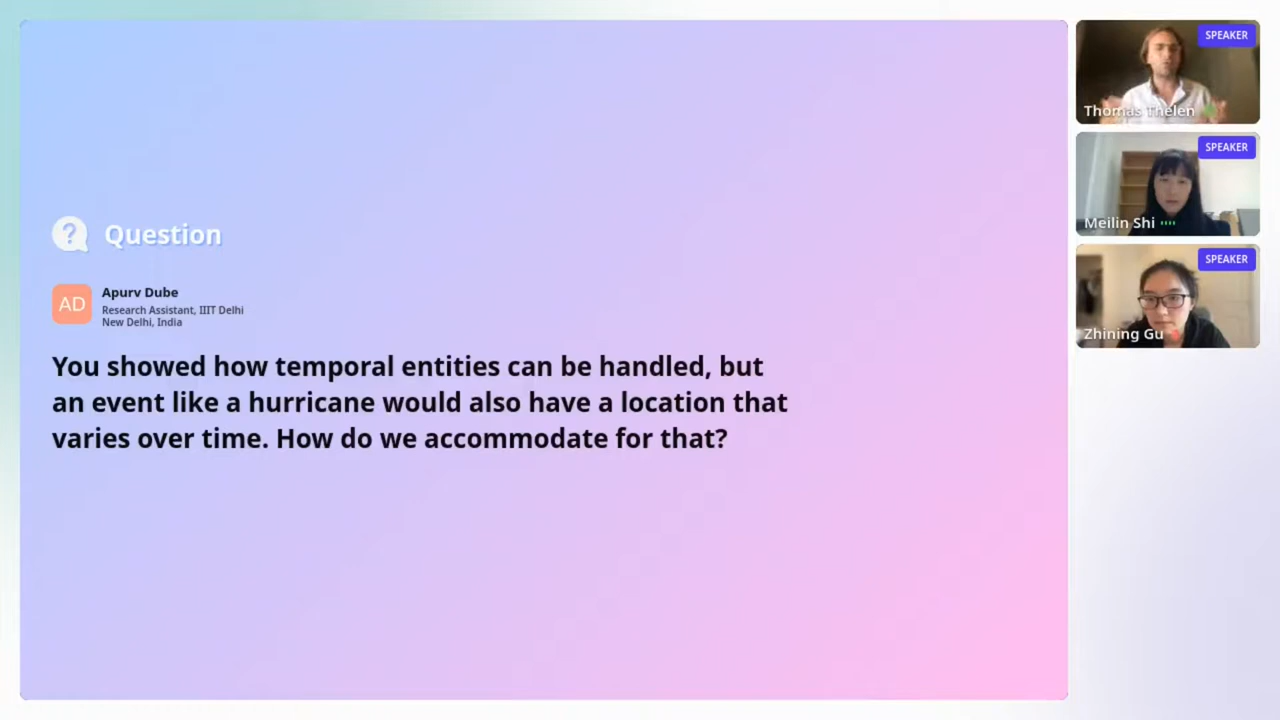 Question
AD
Apurv Dube
Research Assistant, IIIT Delhi
New Delhi, India
You showed how temporal entities can be handled, but
an event like a hurricane would also have a location that
varies over time. How do we accommodate for that?
SPEAKER
Thomas Thelen
SPEAKER
Meilin Shi
SPEAKER
Zhining Gu